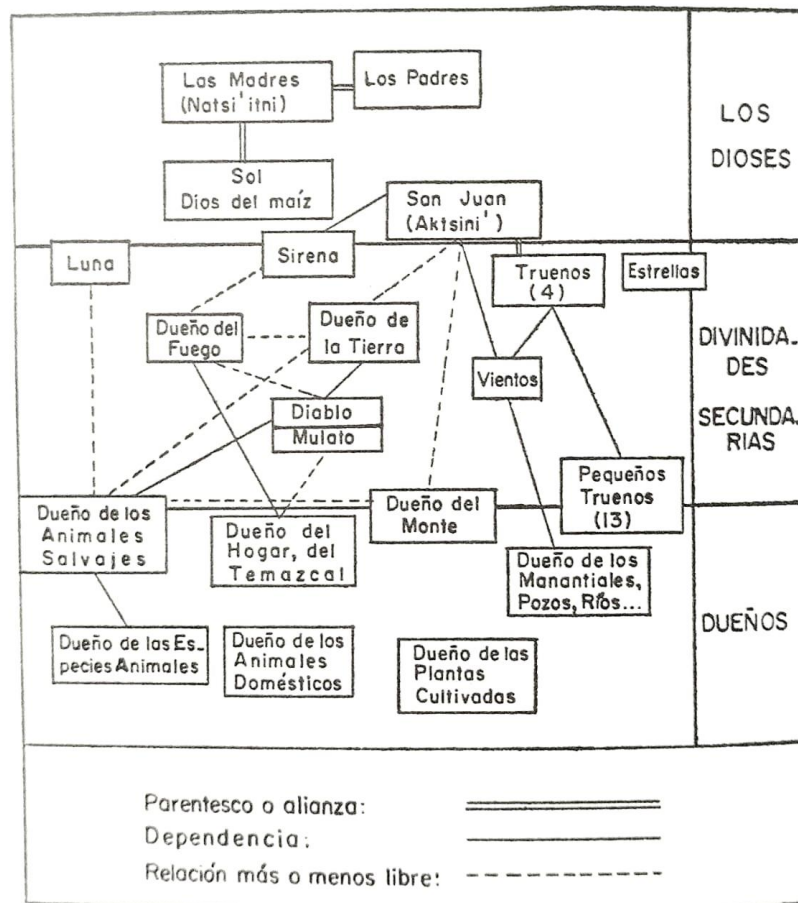 Las Madres
(Natsi'itni)
Los Padres
LOS
DIOSES
Sol
Dios del maíz
San Juan
(Aktsini')
Luna
Sirena
Truenos
(4)
Estrellas
Dueño del
Fuego
Dueño de
la Tierra
DIVINIDA-
DES
Vientos
SECUNDA-
RIAS
Diablo
Mulato
Pequeños
Truenos
(13)
Dueño de los
Animales
Salvajes
Dueño del
Hogar, del
Temazcal
Dueño del
Monte
Dueño de los
Manantiales,
Pozos, Ríos...
DUEÑOS
Dueño de las Es-
pecies Animales
Dueño de los
Animales
Domésticos
Dueño de las
Plantas
Cultivadas
Parentesco o alianza:
Dependencia:
Relación más o menos libre: